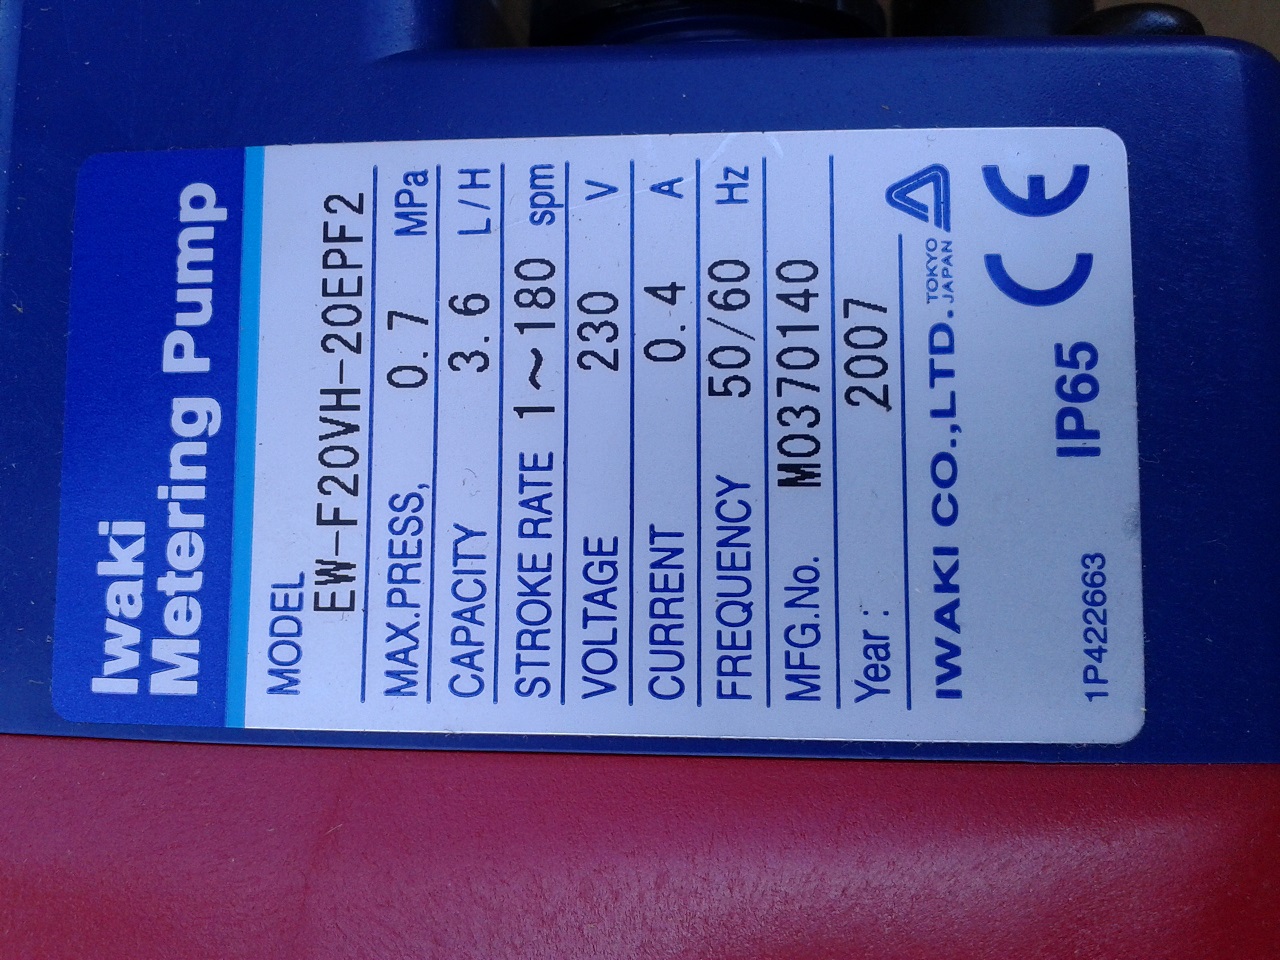 Iwaki
Metering Pump
MODEL
EW-F20VH-20EPF2
MAX.PRESS, 0.7 MPa
CAPACITY 3.6 L/H
STROKE RATE 1~180 spm
VOLTAGE 230 V
CURRENT 0.4 A
FREQUENCY 50/60 Hz
MFG.No. M0370140
Year: 2007
IWAKI CO.,LTD. TOKYO JAPAN
IP65 CE
1P422663